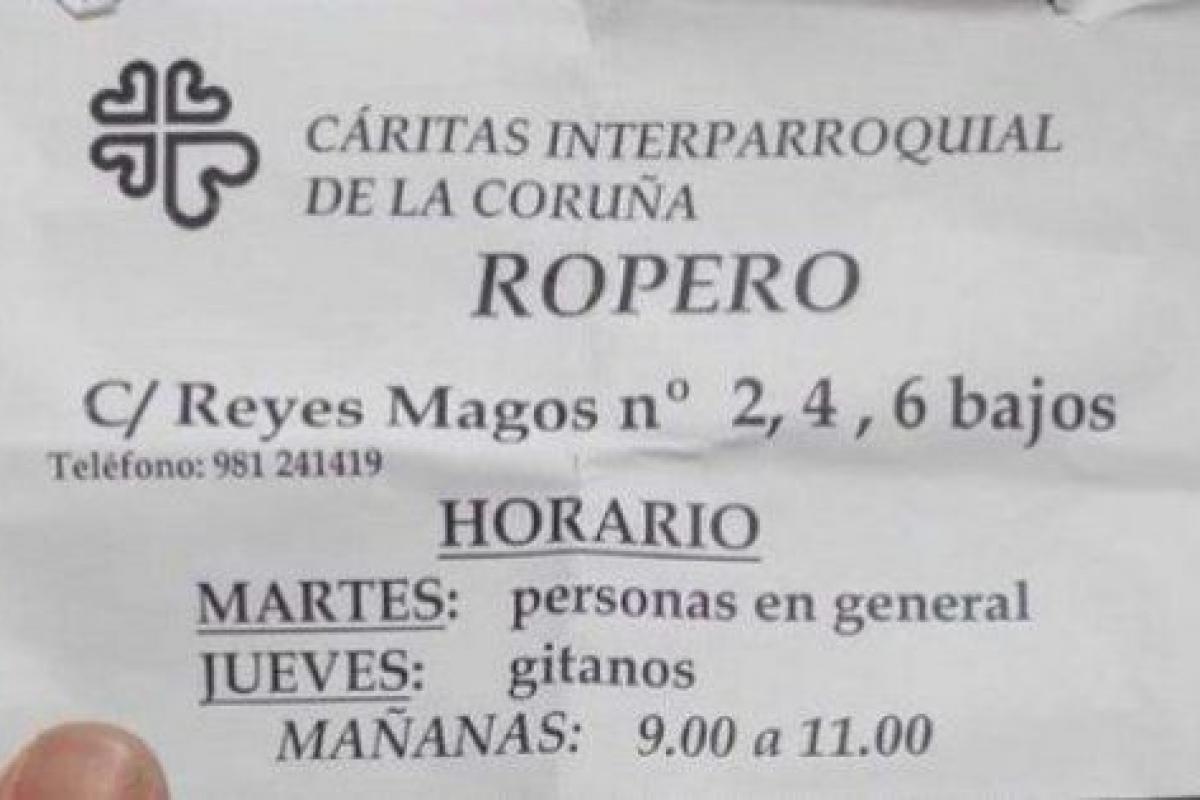 CÁRITAS INTERPARROQUIAL
DE LA CORUÑA
ROPERO
C/ Reyes Magos nº 2, 4 , 6 bajos
Teléfono: 981 241419
HORARIO
MARTES: personas en general
JUEVES: gitanos
MAÑANAS: 9.00 a 11.00